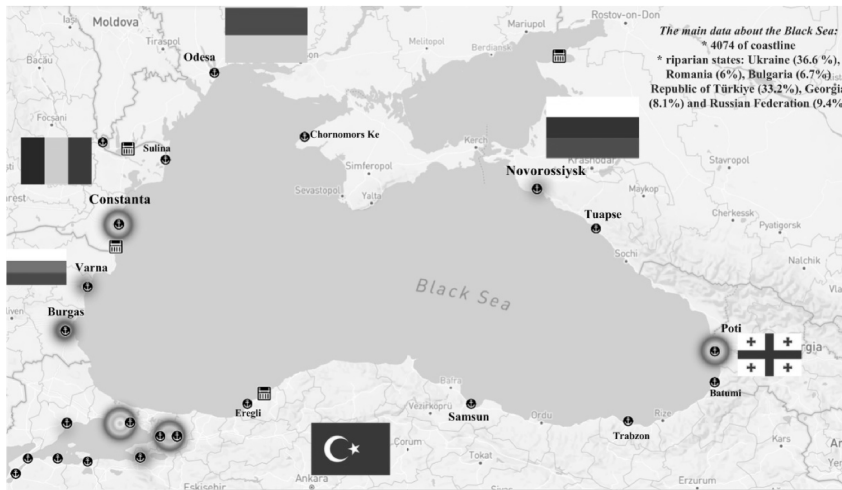 Moldova
Rostov-on-Don
Mariupol
The main data about the Black Sea:
* 4074 of coastline
* riparian states: Ukraine (36.6 %),
Romania (6%), Bulgaria (6.7%)
Republic of Türkiye (33.2%), Georgia
(8.1%) and Russian Federation (9.4%
Tiraspol
Melitopol
Berdiansk
Bacău
Odesa
Focșani
Chornomors Ke
Sulina
Kerch
Krasnodar
Stavropol
Simferopol
Novorossiysk
Maykop
Sevastopol
Yalta
Constanta
Tuapse
Cherkessk
Pyatigorsk
Sochi
Nalchik
Varna
Black Sea
Burgas
Poti
Batumi
Bafra
Eregli
Vezirköprü
Samsun
Ordu
Rize
Trabzon
Çorum
Kars
Tokat
Ankara
Erzurum
Eskişehir